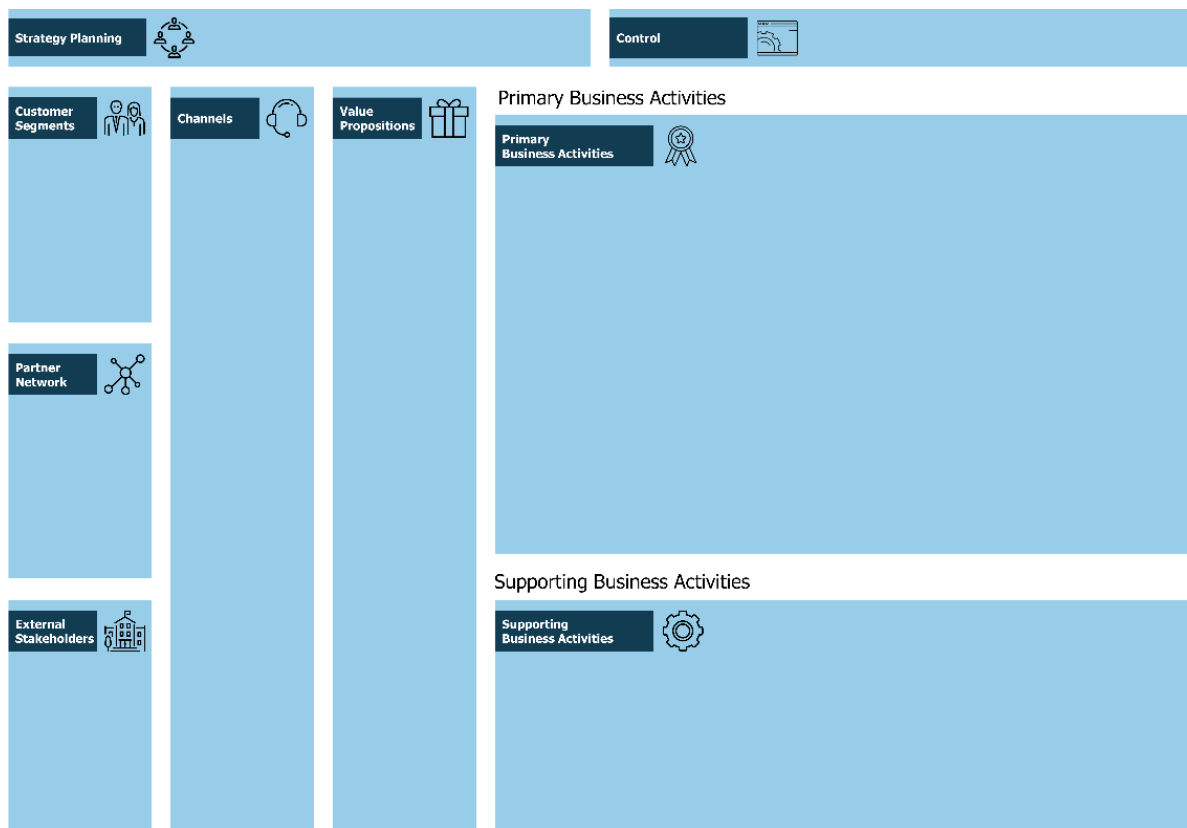 Strategy Planning
Control
Customer
Segments
Channels
Value
Propositions
Primary Business Activities
Primary
Business Activities
Partner
Network
Supporting Business Activities
External
Stakeholders
Supporting
Business Activities